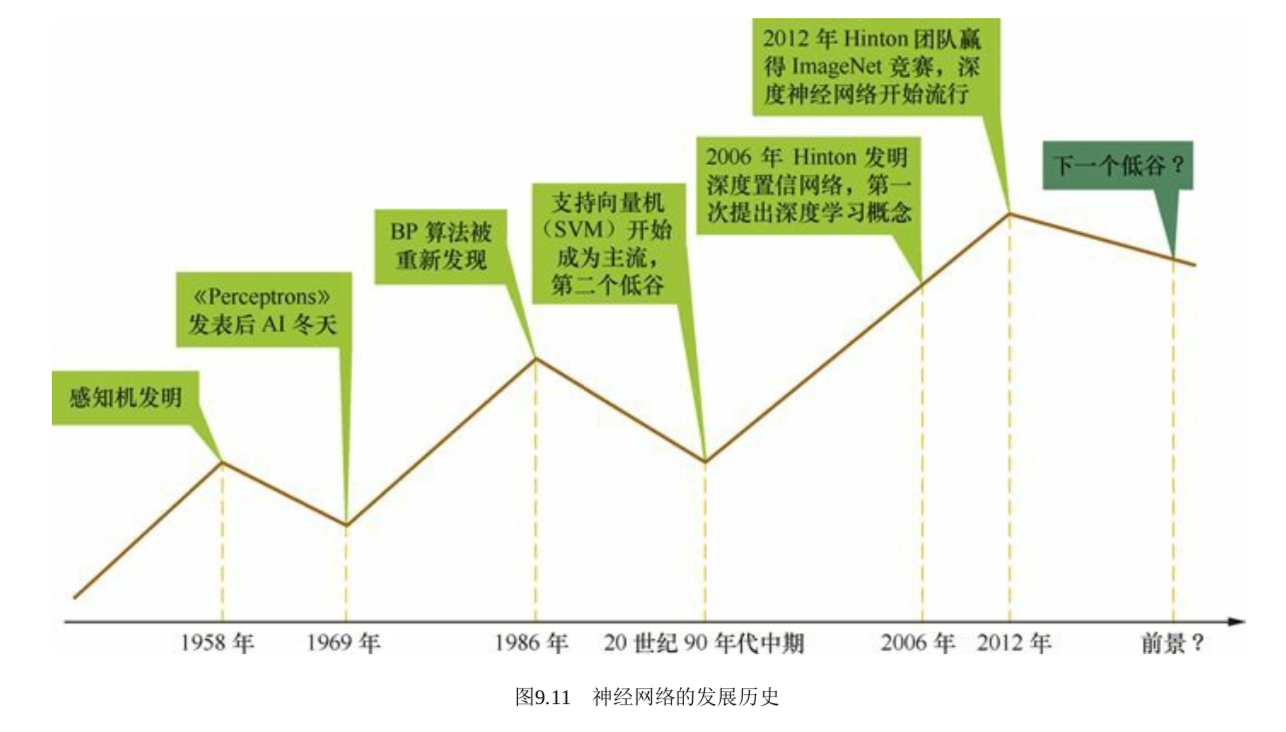 2012 年 Hinton 团队赢
得 ImageNet 竞赛，深
度神经网络开始流行
2006 年 Hinton 发明
深度置信网络，第一
次提出深度学习概念
下一个低谷？
支持向量机
（SVM）开始
成为主流，
第二个低谷
BP 算法被
重新发现
《Perceptrons》
发表后 AI 冬天
感知机发明
1958 年
1969 年
1986 年
20 世纪 90 年代中期
2006 年
2012 年
前景？
图9.11 神经网络的发展历史